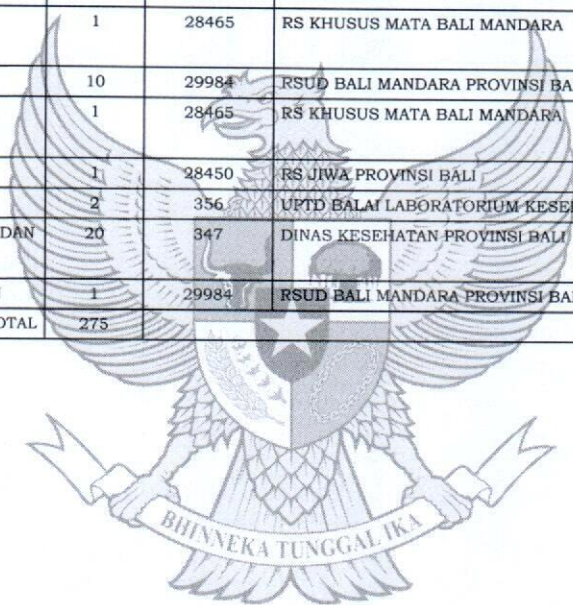 1 28465 RS KHUSUS MATA BALI MANDARA
10 29984 RSUD BALI MANDARA PROVINSI BA
1 28465 RS KHUSUS MATA BALI MANDARA
1 28450 RS JIWA PROVINSI BALI
2 356 UPTD BALAI LABORATORIUM KESE
DAN 20 347 DINAS KESEHATAN PROVINSI BALI
1 29984 RSUD BALI MANDARA PROVINSI BA
OTAL 275
BHINNEKA TUNGGAL IKA